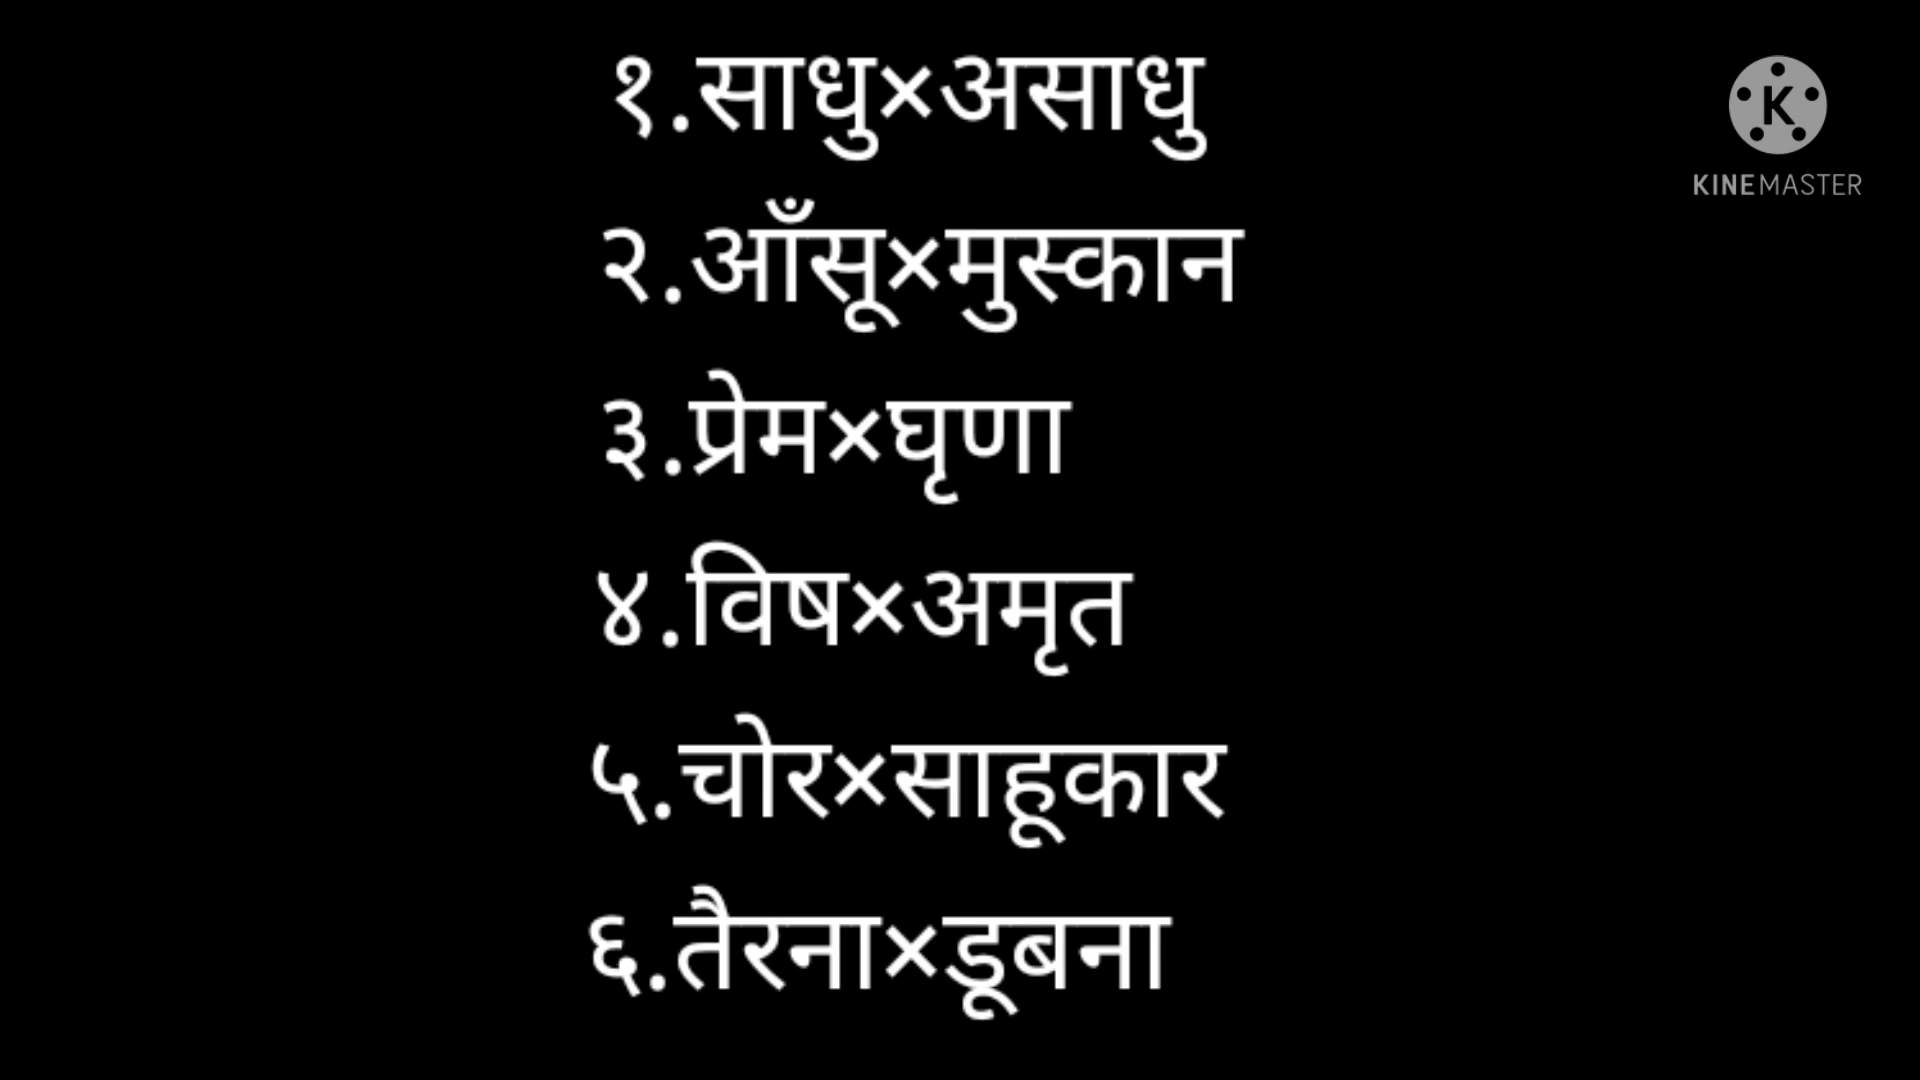 १.साधु×असाधु
२.आँसू×मुस्कान
३.प्रेम×घृणा
४.विष×अमृत
५.चोर×साहूकार
६.तैरना×डूबना
K
KINEMASTER